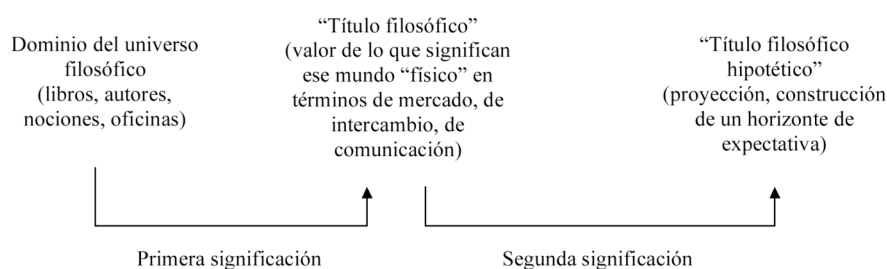 Dominio del universo
filosófico
(libros, autores,
nociones, oficinas)
“Título filosófico”
(valor de lo que significan
ese mundo “físico” en
términos de mercado, de
intercambio, de
comunicación)
“Título filosófico
hipotético”
(proyección, construcción
de un horizonte de
expectativa)
Primera significación
Segunda significación